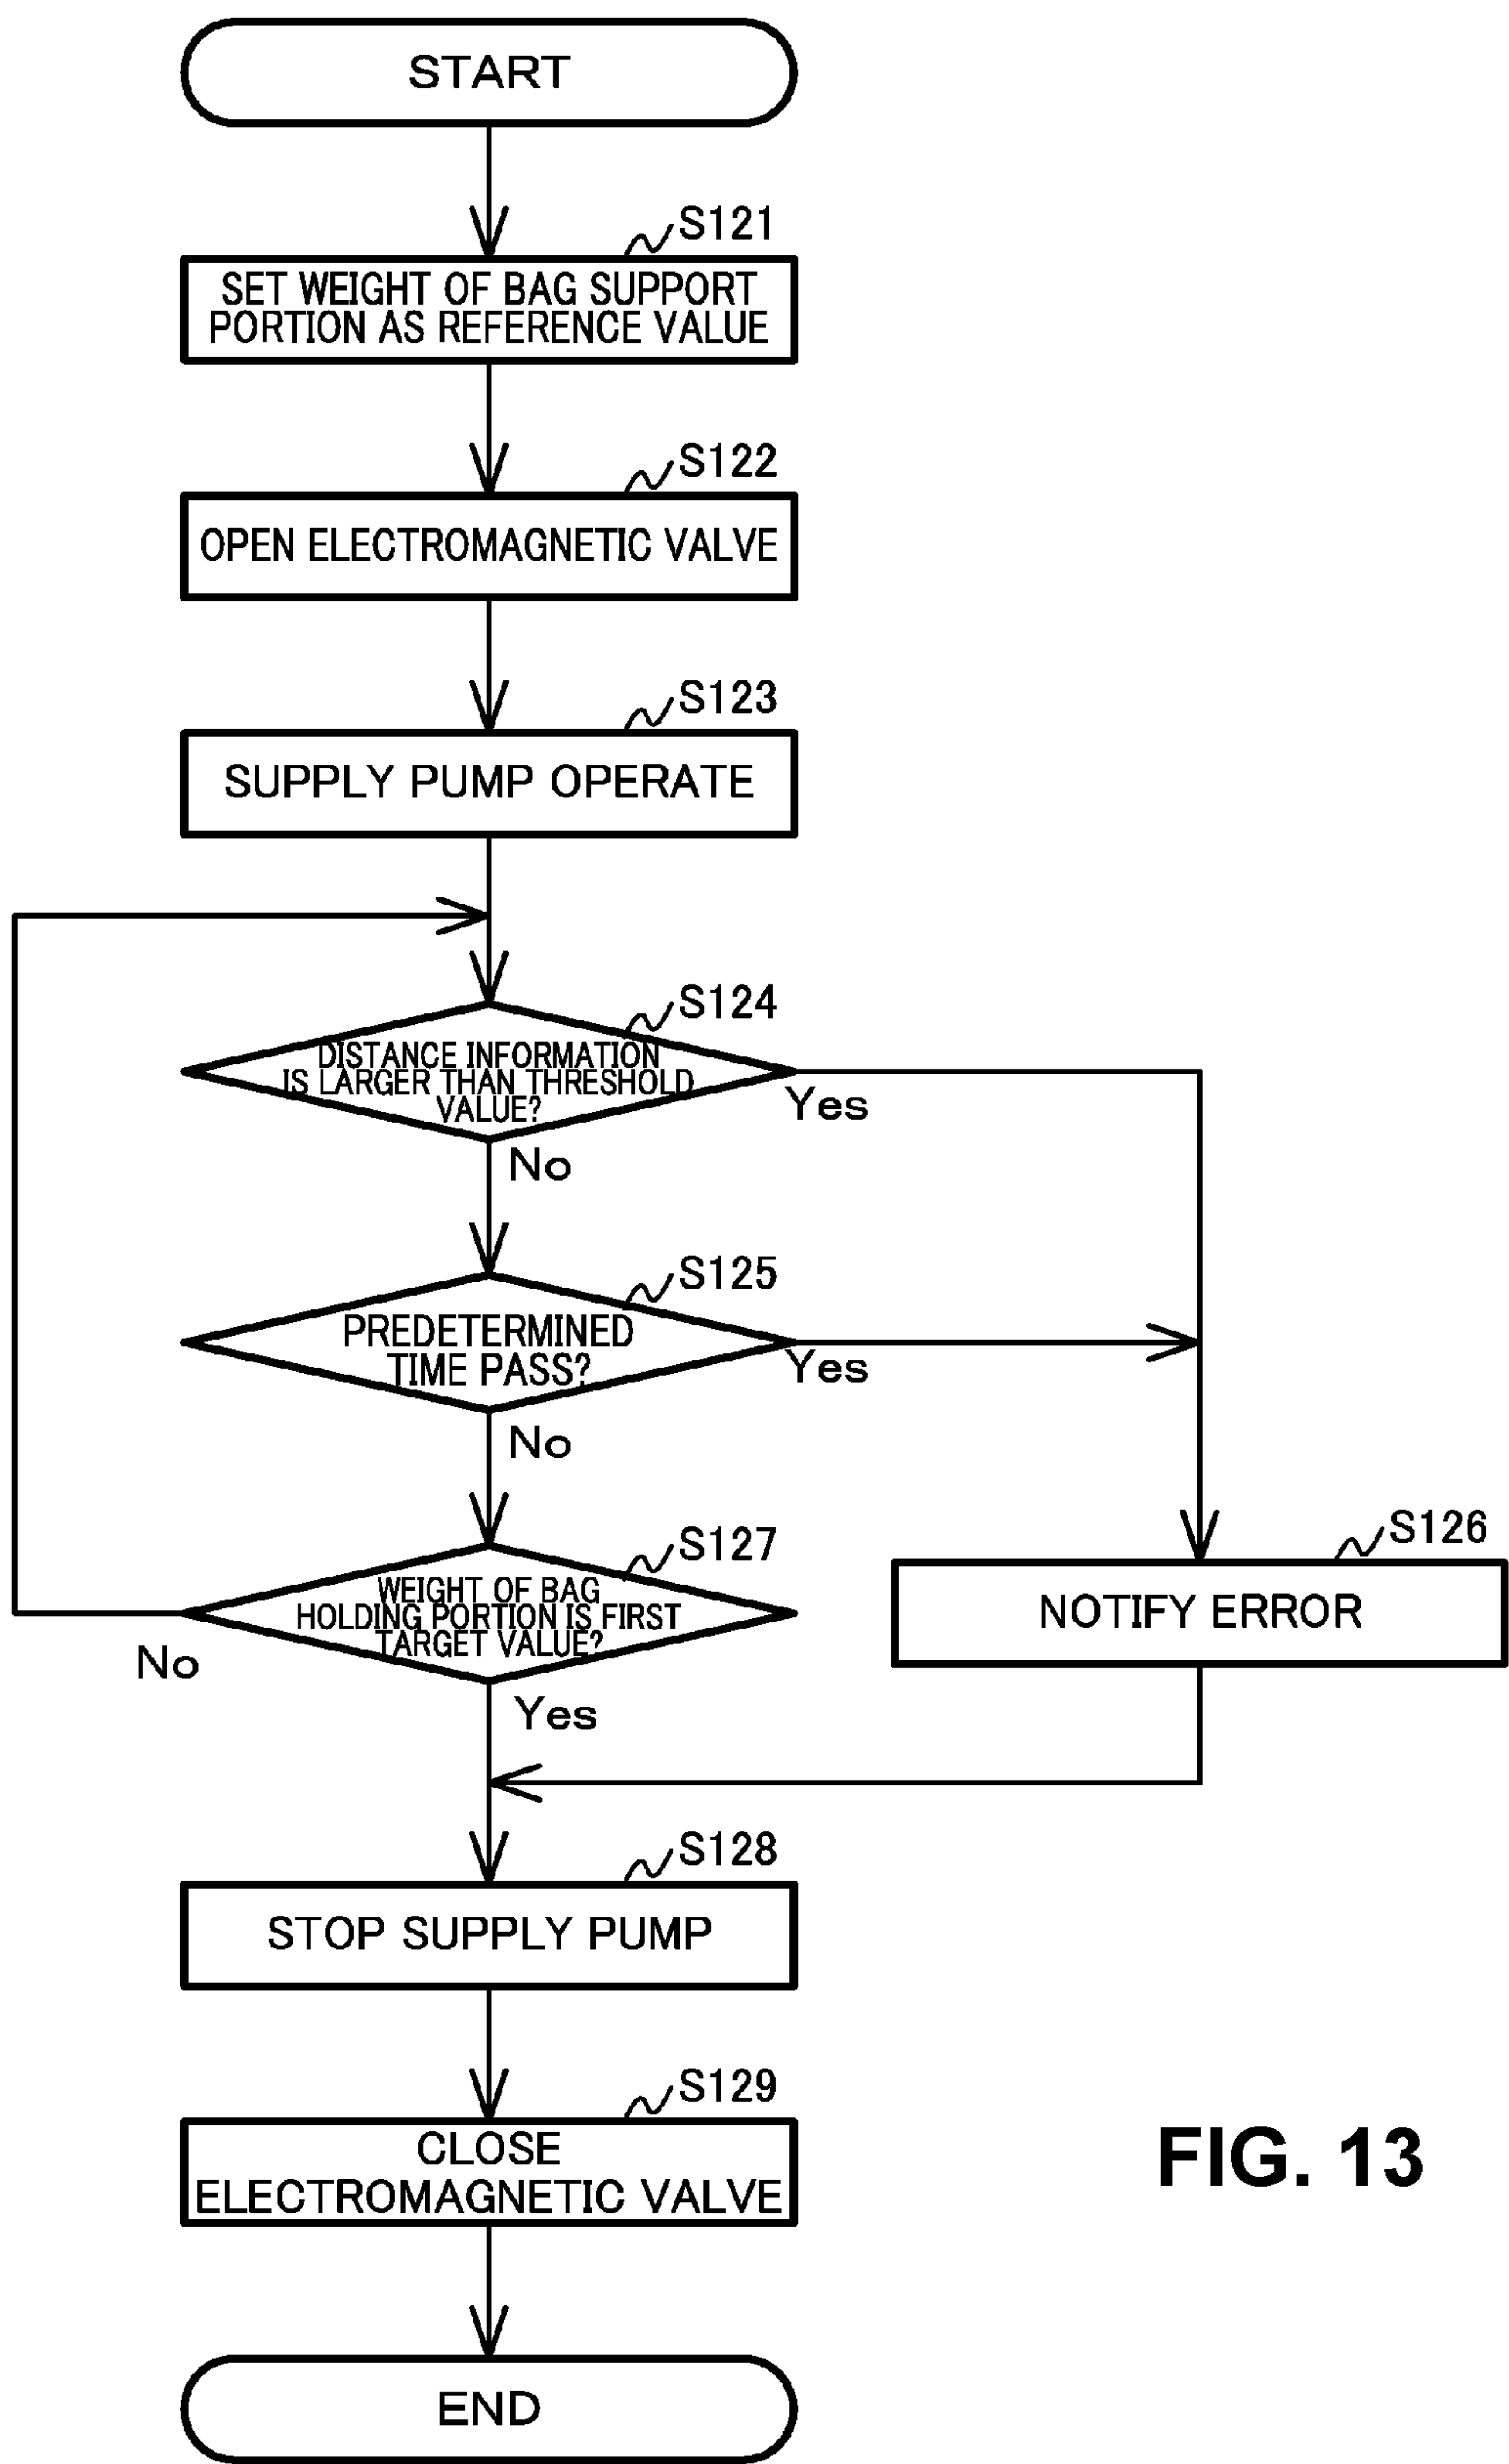 START
S121
SET WEIGHT OF BAG SUPPORT
PORTION AS REFERENCE VALUE
S122
OPEN ELECTROMAGNETIC VALVE
S123
SUPPLY PUMP OPERATE
S124
DISTANCE INFORMATION
IS LARGER THAN THRESHOLD
VALUE?
Yes
No
S125
PREDETERMINED
TIME PASS?
Yes
No
S127
WEIGHT OF BAG
HOLDING PORTION IS FIRST
TARGET VALUE?
No
Yes
S126
NOTIFY ERROR
S128
STOP SUPPLY PUMP
S129
CLOSE
ELECTROMAGNETIC VALVE
END
FIG. 13